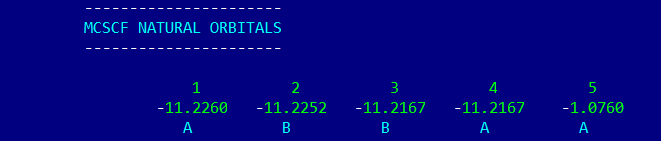 ----------------------
MCSCF NATURAL ORBITALS
----------------------
1 2 3 4 5
-11.2260 -11.2252 -11.2167 -11.2167 -1.0760
A B B A A